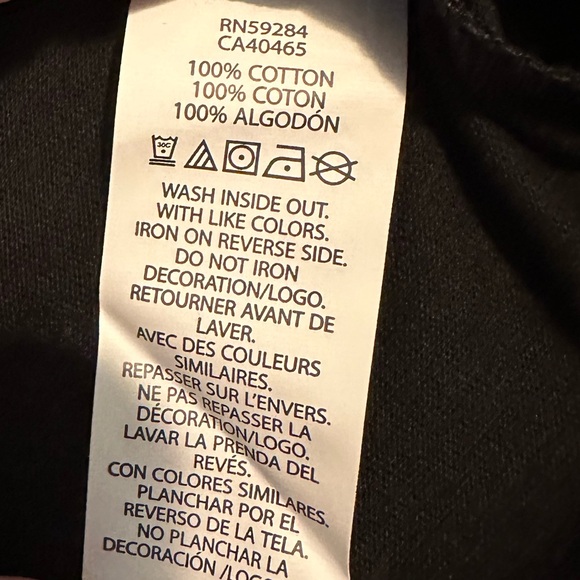 RN59284
CA40465
100% COTTON
100% COTON
100% ALGODÓN
30C
WASH INSIDE OUT.
WITH LIKE COLORS.
IRON ON REVERSE SIDE.
DO NOT IRON
DECORATION/LOGO.
RETOURNER AVANT DE
LAVER.
AVEC DES COULEURS
SIMILAIRES.
REPASSER SUR L'ENVERS.
NE PAS REPASSER LA
DÉCORATION/LOGO.
LAVAR LA PRENDA DEL
REVÉS.
CON COLORES SIMILARES.
PLANCHAR POR EL
REVERSO DE LA TELA.
NO PLANCHAR LA
DECORACIÓN